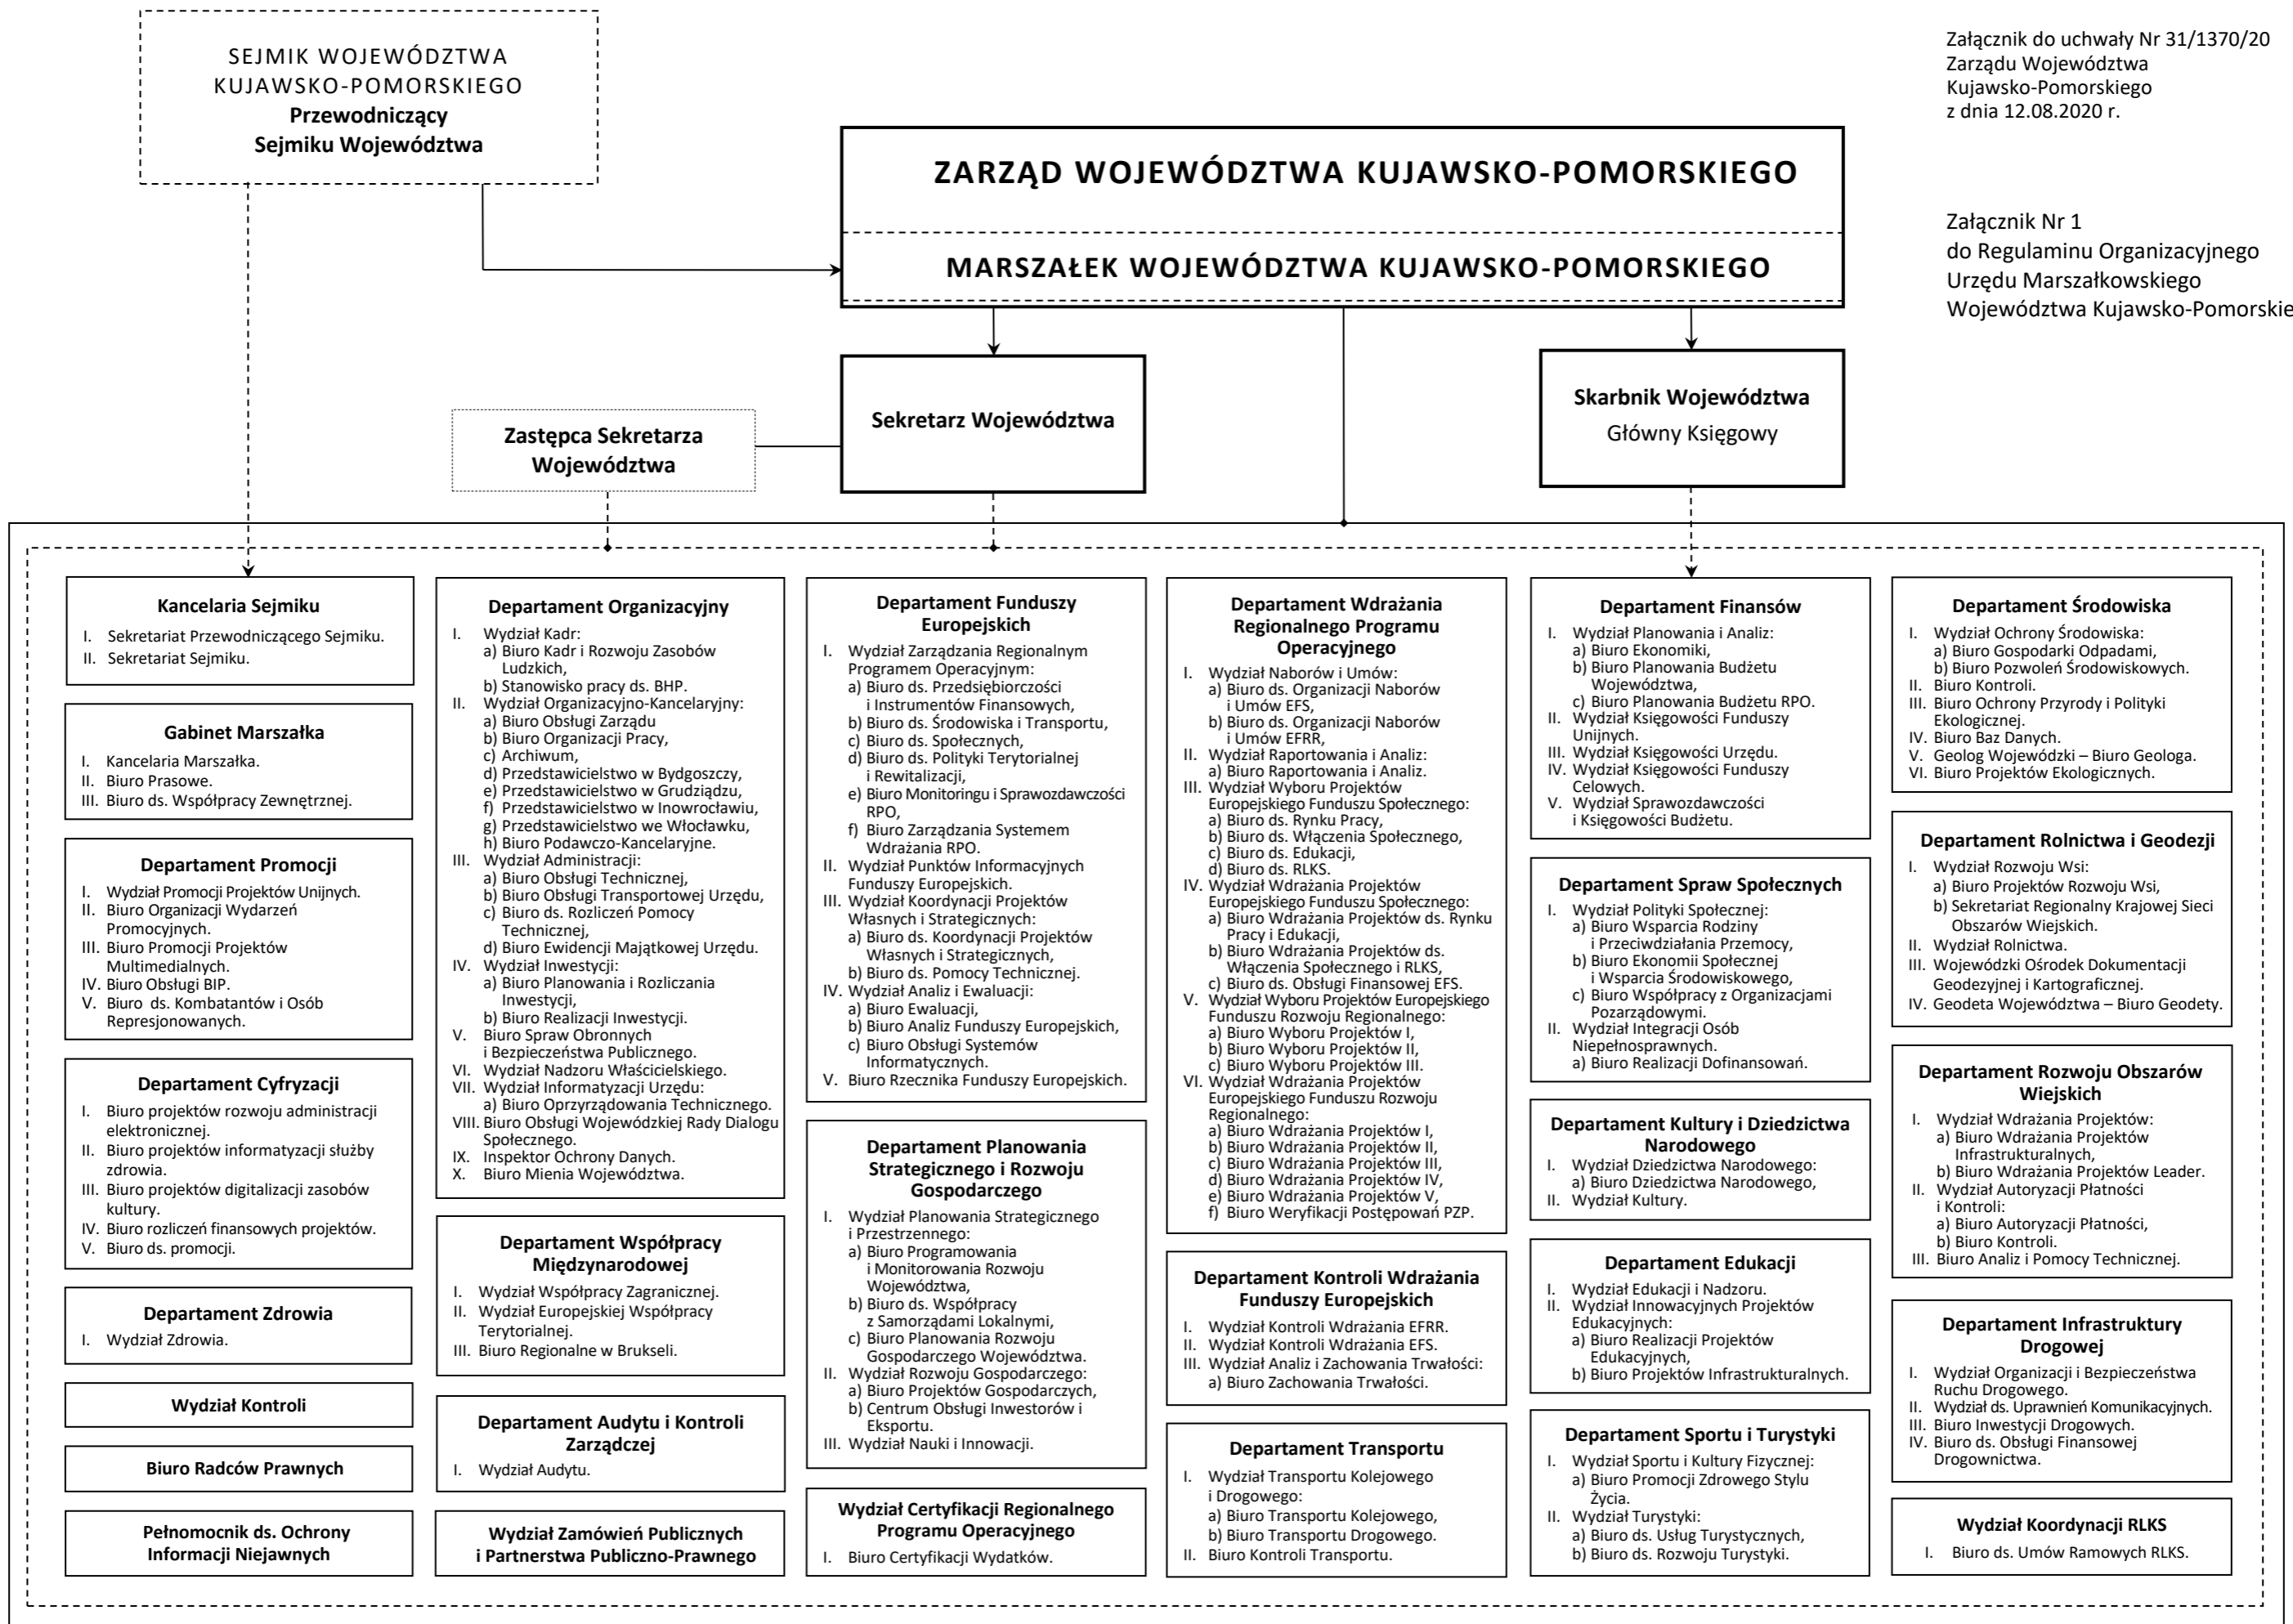 SEJMIK WOJEWÓDZTWA
KUJAWSKO-POMORSKIEGO
Przewodniczący
Sejmiku Województwa
Załącznik do uchwały Nr 31/1370/20
Zarządu Województwa
Kujawsko-Pomorskiego
z dnia 12.08.2020 r.
ZARZĄD WOJEWÓDZTWA KUJAWSKO-POMORSKIEGO
MARSZAŁEK WOJEWÓDZTWA KUJAWSKO-POMORSKIEGO
Załącznik Nr 1
do Regulaminu Organizacyjnego
Urzędu Marszałkowskiego
Województwa Kujawsko-Pomorskie
Zastępca Sekretarza
Województwa
Sekretarz Województwa
Skarbnik Województwa
Główny Księgowy
Kancelaria Sejmiku
I. Sekretariat Przewodniczącego Sejmiku.
II. Sekretariat Sejmiku.
Gabinet Marszałka
I. Kancelaria Marszałka.
II. Biuro Prasowe.
III. Biuro ds. Współpracy Zewnętrznej.
Departament Promocji
I. Wydział Promocji Projektów Unijnych.
II. Biuro Organizacji Wydarzeń
Promocyjnych.
III. Biuro Promocji Projektów
Multimedialnych.
IV. Biuro Obsługi BIP.
V. Biuro ds. Kombatantów i Osób
Represjonowanych.
Departament Cyfryzacji
I. Biuro projektów rozwoju administracji
elektronicznej.
II. Biuro projektów informatyzacji służby
zdrowia.
III. Biuro projektów digitalizacji zasobów
kultury.
IV. Biuro rozliczeń finansowych projektów.
V. Biuro ds. promocji.
Departament Zdrowia
I. Wydział Zdrowia.
Wydział Kontroli
Biuro Radców Prawnych
Pełnomocnik ds. Ochrony
Informacji Niejawnych
Departament Organizacyjny
I. Wydział Kadr:
a) Biuro Kadr i Rozwoju Zasobów
Ludzkich,
b) Stanowisko pracy ds. BHP.
II. Wydział Organizacyjno-Kancelaryjny:
a) Biuro Obsługi Zarządu
b) Biuro Organizacji Pracy,
c) Archiwum,
d) Przedstawicielstwo w Bydgoszczy,
e) Przedstawicielstwo w Grudziądzu,
f) Przedstawicielstwo w Inowrocławiu,
g) Przedstawicielstwo we Włocławku,
h) Biuro Podawczo-Kancelaryjne.
III. Wydział Administracji:
a) Biuro Obsługi Technicznej,
b) Biuro Obsługi Transportowej Urzędu,
c) Biuro ds. Rozliczeń Pomocy
Technicznej,
d) Biuro Ewidencji Majątkowej Urzędu.
IV. Wydział Inwestycji:
a) Biuro Planowania i Rozliczania
Inwestycji,
b) Biuro Realizacji Inwestycji.
V. Biuro Spraw Obronnych
i Bezpieczeństwa Publicznego.
VI. Wydział Nadzoru Właścicielskiego.
VII. Wydział Informatyzacji Urzędu:
a) Biuro Oprzyrządowania Technicznego.
VIII. Biuro Obsługi Wojewódzkiej Rady Dialogu
Społecznego.
IX. Inspektor Ochrony Danych.
X. Biuro Mienia Województwa.
Departament Współpracy
Międzynarodowej
I. Wydział Współpracy Zagranicznej.
II. Wydział Europejskiej Współpracy
Terytorialnej.
III. Biuro Regionalne w Brukseli.
Departament Audytu i Kontroli
Zarządczej
I. Wydział Audytu.
Wydział Zamówień Publicznych
i Partnerstwa Publiczno-Prawnego
Departament Funduszy
Europejskich
I. Wydział Zarządzania Regionalnym
Programem Operacyjnym:
a) Biuro ds. Przedsiębiorczości
i Instrumentów Finansowych,
b) Biuro ds. Środowiska i Transportu,
c) Biuro ds. Społecznych,
d) Biuro ds. Polityki Terytorialnej
i Rewitalizacji,
e) Biuro Monitoringu i Sprawozdawczości
RPO,
f) Biuro Zarządzania Systemem
Wdrażania RPO.
II. Wydział Punktów Informacyjnych
Funduszy Europejskich.
III. Wydział Koordynacji Projektów
Własnych i Strategicznych:
a) Biuro ds. Koordynacji Projektów
Własnych i Strategicznych,
b) Biuro ds. Pomocy Technicznej.
IV. Wydział Analiz i Ewaluacji:
a) Biuro Ewaluacji,
b) Biuro Analiz Funduszy Europejskich,
c) Biuro Obsługi Systemów
Informatycznych.
V. Biuro Rzecznika Funduszy Europejskich.
Departament Planowania
Strategicznego i Rozwoju
Gospodarczego
I. Wydział Planowania Strategicznego
i Przestrzennego:
a) Biuro Programowania
i Monitorowania Rozwoju
Województwa,
b) Biuro ds. Współpracy
z Samorządami Lokalnymi,
c) Biuro Planowania Rozwoju
Gospodarczego Województwa.
II. Wydział Rozwoju Gospodarczego:
a) Biuro Projektów Gospodarczych,
b) Centrum Obsługi Inwestorów i
Eksportu.
III. Wydział Nauki i Innowacji.
Wydział Certyfikacji Regionalnego
Programu Operacyjnego
I. Biuro Certyfikacji Wydatków.
Departament Wdrażania
Regionalnego Programu
Operacyjnego
I. Wydział Naborów i Umów:
a) Biuro ds. Organizacji Naborów
i Umów EFS,
b) Biuro ds. Organizacji Naborów
i Umów EFRR,
II. Wydział Raportowania i Analiz:
a) Biuro Raportowania i Analiz.
III. Wydział Wyboru Projektów
Europejskiego Funduszu Społecznego:
a) Biuro ds. Rynku Pracy,
b) Biuro ds. Włączenia Społecznego,
c) Biuro ds. Edukacji,
d) Biuro ds. RLKS.
IV. Wydział Wdrażania Projektów
Europejskiego Funduszu Społecznego:
a) Biuro Wdrażania Projektów ds. Rynku
Pracy i Edukacji,
b) Biuro Wdrażania Projektów ds.
Włączenia Społecznego i RLKS,
c) Biuro ds. Obsługi Finansowej EFS.
V. Wydział Wyboru Projektów Europejskiego
Funduszu Rozwoju Regionalnego:
a) Biuro Wyboru Projektów I,
b) Biuro Wyboru Projektów II,
c) Biuro Wyboru Projektów III.
VI. Wydział Wdrażania Projektów
Europejskiego Funduszu Rozwoju
Regionalnego:
a) Biuro Wdrażania Projektów I,
b) Biuro Wdrażania Projektów II,
c) Biuro Wdrażania Projektów III,
d) Biuro Wdrażania Projektów IV,
e) Biuro Wdrażania Projektów V,
f) Biuro Weryfikacji Postępowań PZP.
Departament Kontroli Wdrażania
Funduszy Europejskich
I. Wydział Kontroli Wdrażania EFRR.
II. Wydział Kontroli Wdrażania EFS.
III. Wydział Analiz i Zachowania Trwałości:
a) Biuro Zachowania Trwałości.
Departament Transportu
I. Wydział Transportu Kolejowego
i Drogowego:
a) Biuro Transportu Kolejowego,
b) Biuro Transportu Drogowego.
II. Biuro Kontroli Transportu.
Departament Finansów
I. Wydział Planowania i Analiz:
a) Biuro Ekonomiki,
b) Biuro Planowania Budżetu
Województwa,
c) Biuro Planowania Budżetu RPO.
II. Wydział Księgowości Funduszy
Unijnych.
III. Wydział Księgowości Urzędu.
IV. Wydział Księgowości Funduszy
Celowych.
V. Wydział Sprawozdawczości
i Księgowości Budżetu.
Departament Spraw Społecznych
I. Wydział Polityki Społecznej:
a) Biuro Wsparcia Rodziny
i Przeciwdziałania Przemocy,
b) Biuro Ekonomii Społecznej
i Wsparcia Środowiskowego,
c) Biuro Współpracy z Organizacjami
Pozarządowymi.
II. Wydział Integracji Osób
Niepełnosprawnych.
a) Biuro Realizacji Dofinansowań.
Departament Kultury i Dziedzictwa
Narodowego
I. Wydział Dziedzictwa Narodowego:
a) Biuro Dziedzictwa Narodowego,
II. Wydział Kultury.
Departament Edukacji
I. Wydział Edukacji i Nadzoru.
II. Wydział Innowacyjnych Projektów
Edukacyjnych:
a) Biuro Realizacji Projektów
Edukacyjnych,
b) Biuro Projektów Infrastrukturalnych.
Departament Sportu i Turystyki
I. Wydział Sportu i Kultury Fizycznej:
a) Biuro Promocji Zdrowego Stylu
Życia.
II. Wydział Turystyki:
a) Biuro ds. Usług Turystycznych,
b) Biuro ds. Rozwoju Turystyki.
Departament Środowiska
I. Wydział Ochrony Środowiska:
a) Biuro Gospodarki Odpadami,
b) Biuro Pozwoleń Środowiskowych.
II. Biuro Kontroli.
III. Biuro Ochrony Przyrody i Polityki
Ekologicznej.
IV. Biuro Baz Danych.
V. Geolog Wojewódzki – Biuro Geologa.
VI. Biuro Projektów Ekologicznych.
Departament Rolnictwa i Geodezji
I. Wydział Rozwoju Wsi:
a) Biuro Projektów Rozwoju Wsi,
b) Sekretariat Regionalny Krajowej Sieci
Obszarów Wiejskich.
II. Wydział Rolnictwa.
III. Wojewódzki Ośrodek Dokumentacji
Geodezyjnej i Kartograficznej.
IV. Geodeta Województwa – Biuro Geodety.
Departament Rozwoju Obszarów
Wiejskich
I. Wydział Wdrażania Projektów:
a) Biuro Wdrażania Projektów
Infrastrukturalnych,
b) Biuro Wdrażania Projektów Leader.
II. Wydział Autoryzacji Płatności
i Kontroli:
a) Biuro Autoryzacji Płatności,
b) Biuro Kontroli.
III. Biuro Analiz i Pomocy Technicznej.
Departament Infrastruktury
Drogowej
I. Wydział Organizacji i Bezpieczeństwa
Ruchu Drogowego.
II. Wydział ds. Uprawnień Komunikacyjnych.
III. Biuro Inwestycji Drogowych.
IV. Biuro ds. Obsługi Finansowej
Drogownictwa.
Wydział Koordynacji RLKS
I. Biuro ds. Umów Ramowych RLKS.